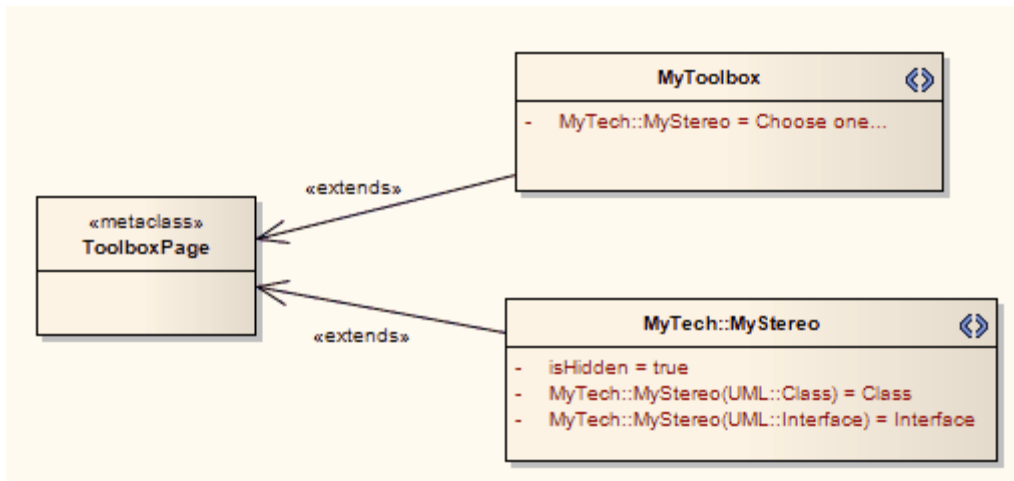 MyToolbox
- MyTech::MyStereo = Choose one...
«extends»
«metaclass»
ToolboxPage
«extends»
MyTech::MyStereo
- isHidden = true
- MyTech::MyStereo(UML::Class) = Class
- MyTech::MyStereo(UML::Interface) = Interface